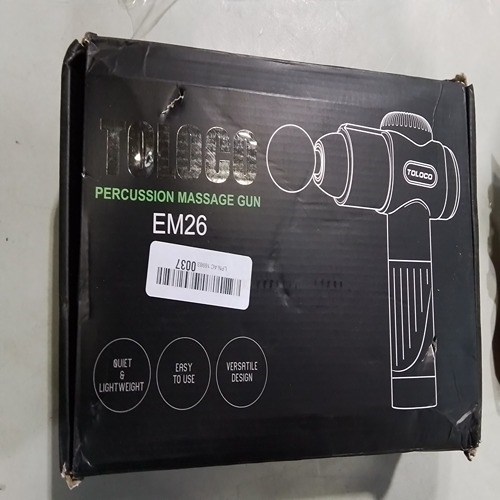 TOLOCO
PERCUSSION MASSAGE GUN
EM26
TOLOCO
0037
QUIET
&
LIGHTWEIGHT
EASY
TO USE
VERSATILE
DESIGN